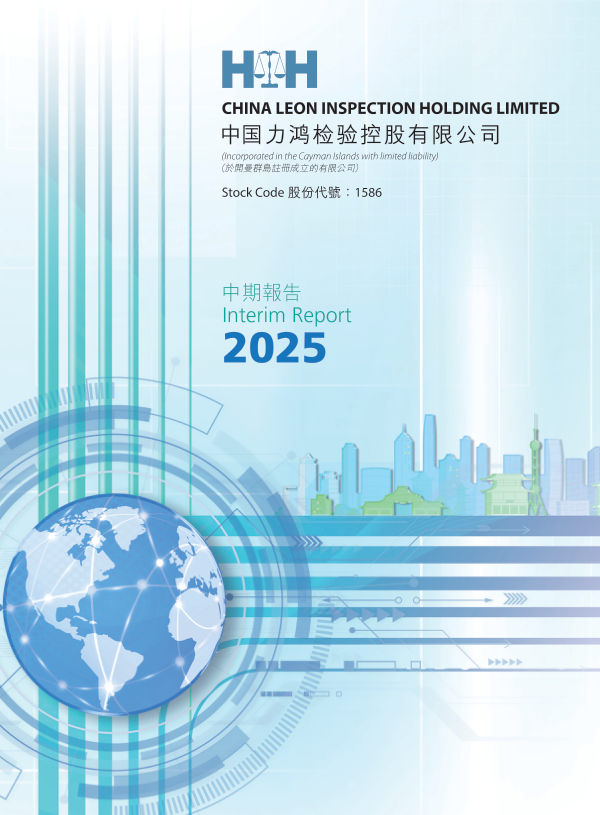 HH
CHINA LEON INSPECTION HOLDING LIMITED
中国力鸿检验控股有限公司
(Incorporated in the Cayman Islands with limited liability)
（於開曼群島註冊成立的有限公司）
Stock Code 股份代號：1586
中期報告
Interim Report
2025